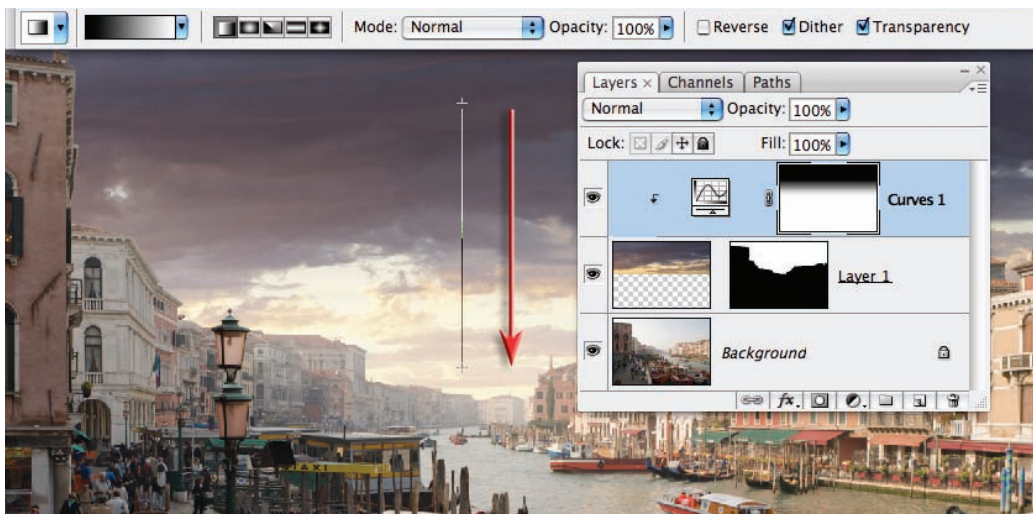 Mode: Normal Opacity: 100% Reverse Dither Transparency
Layers × Channels Paths
Normal Opacity: 100%
Lock: Fill: 100%
Curves 1
Layer 1
Background
fx.
TAXI